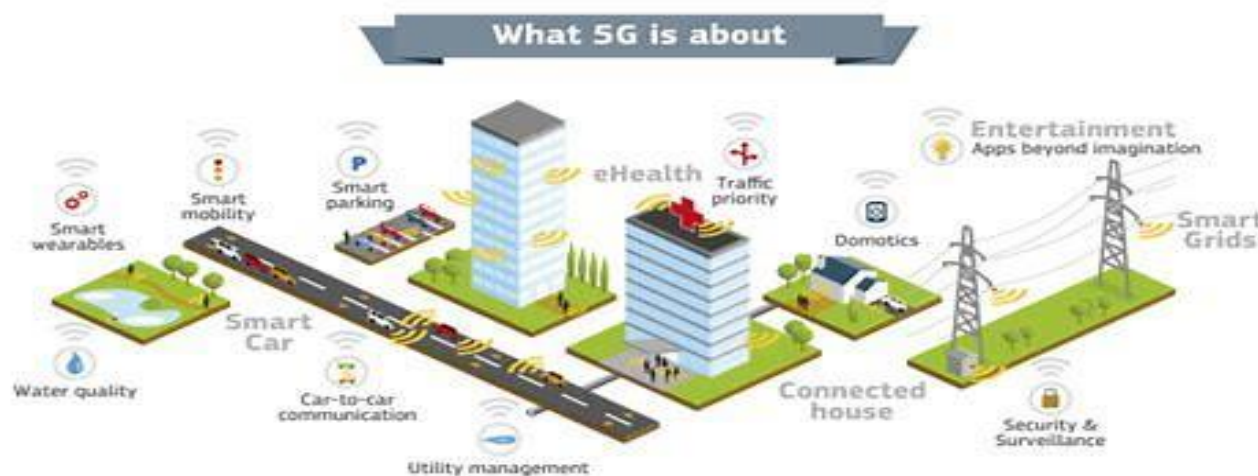 What 5G is about
Entertainment
Apps beyond imagination
Smart
mobility
Smart
parking
eHealth
Traffic
priority
Smart
wearables
Domotics
Smart
Grids
Smart
Car
Water quality
Car-to-car
communication
Connected
house
Security &
Surveillance
Utility management
P